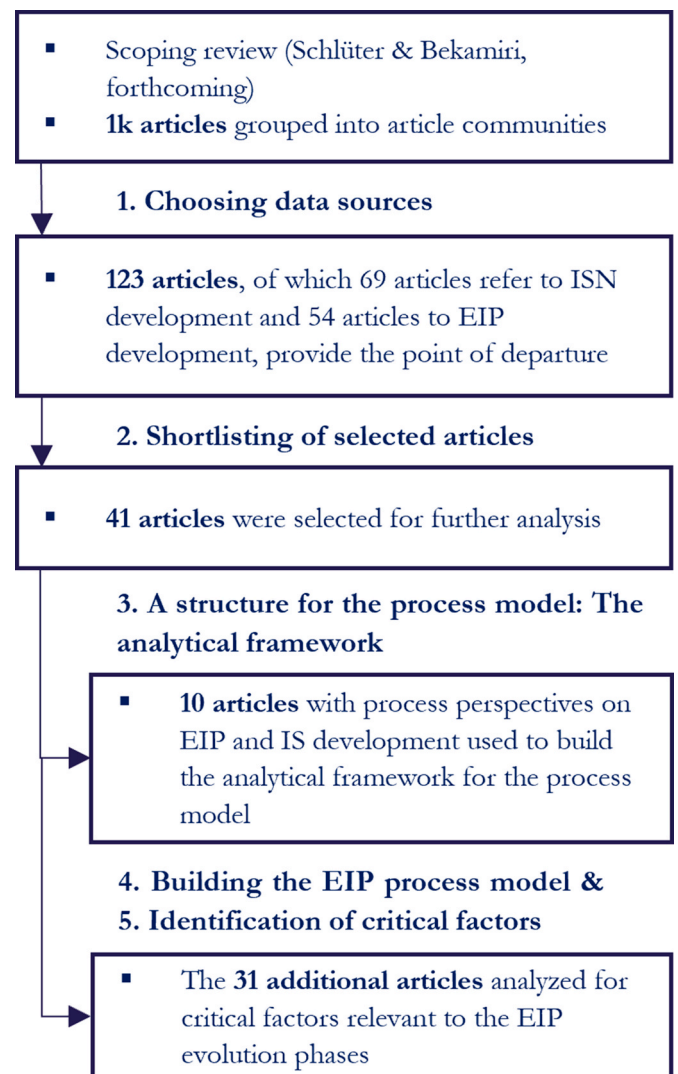 ▪ Scoping review (Schlüter & Bekamiri,
forthcoming)
▪ 1k articles grouped into article communities
1. Choosing data sources
▪ 123 articles, of which 69 articles refer to ISN
development and 54 articles to EIP
development, provide the point of departure
2. Shortlisting of selected articles
▪ 41 articles were selected for further analysis
3. A structure for the process model: The
analytical framework
▪ 10 articles with process perspectives on
EIP and IS development used to build
the analytical framework for the process
model
4. Building the EIP process model &
5. Identification of critical factors
▪ The 31 additional articles analyzed for
critical factors relevant to the EIP
evolution phases